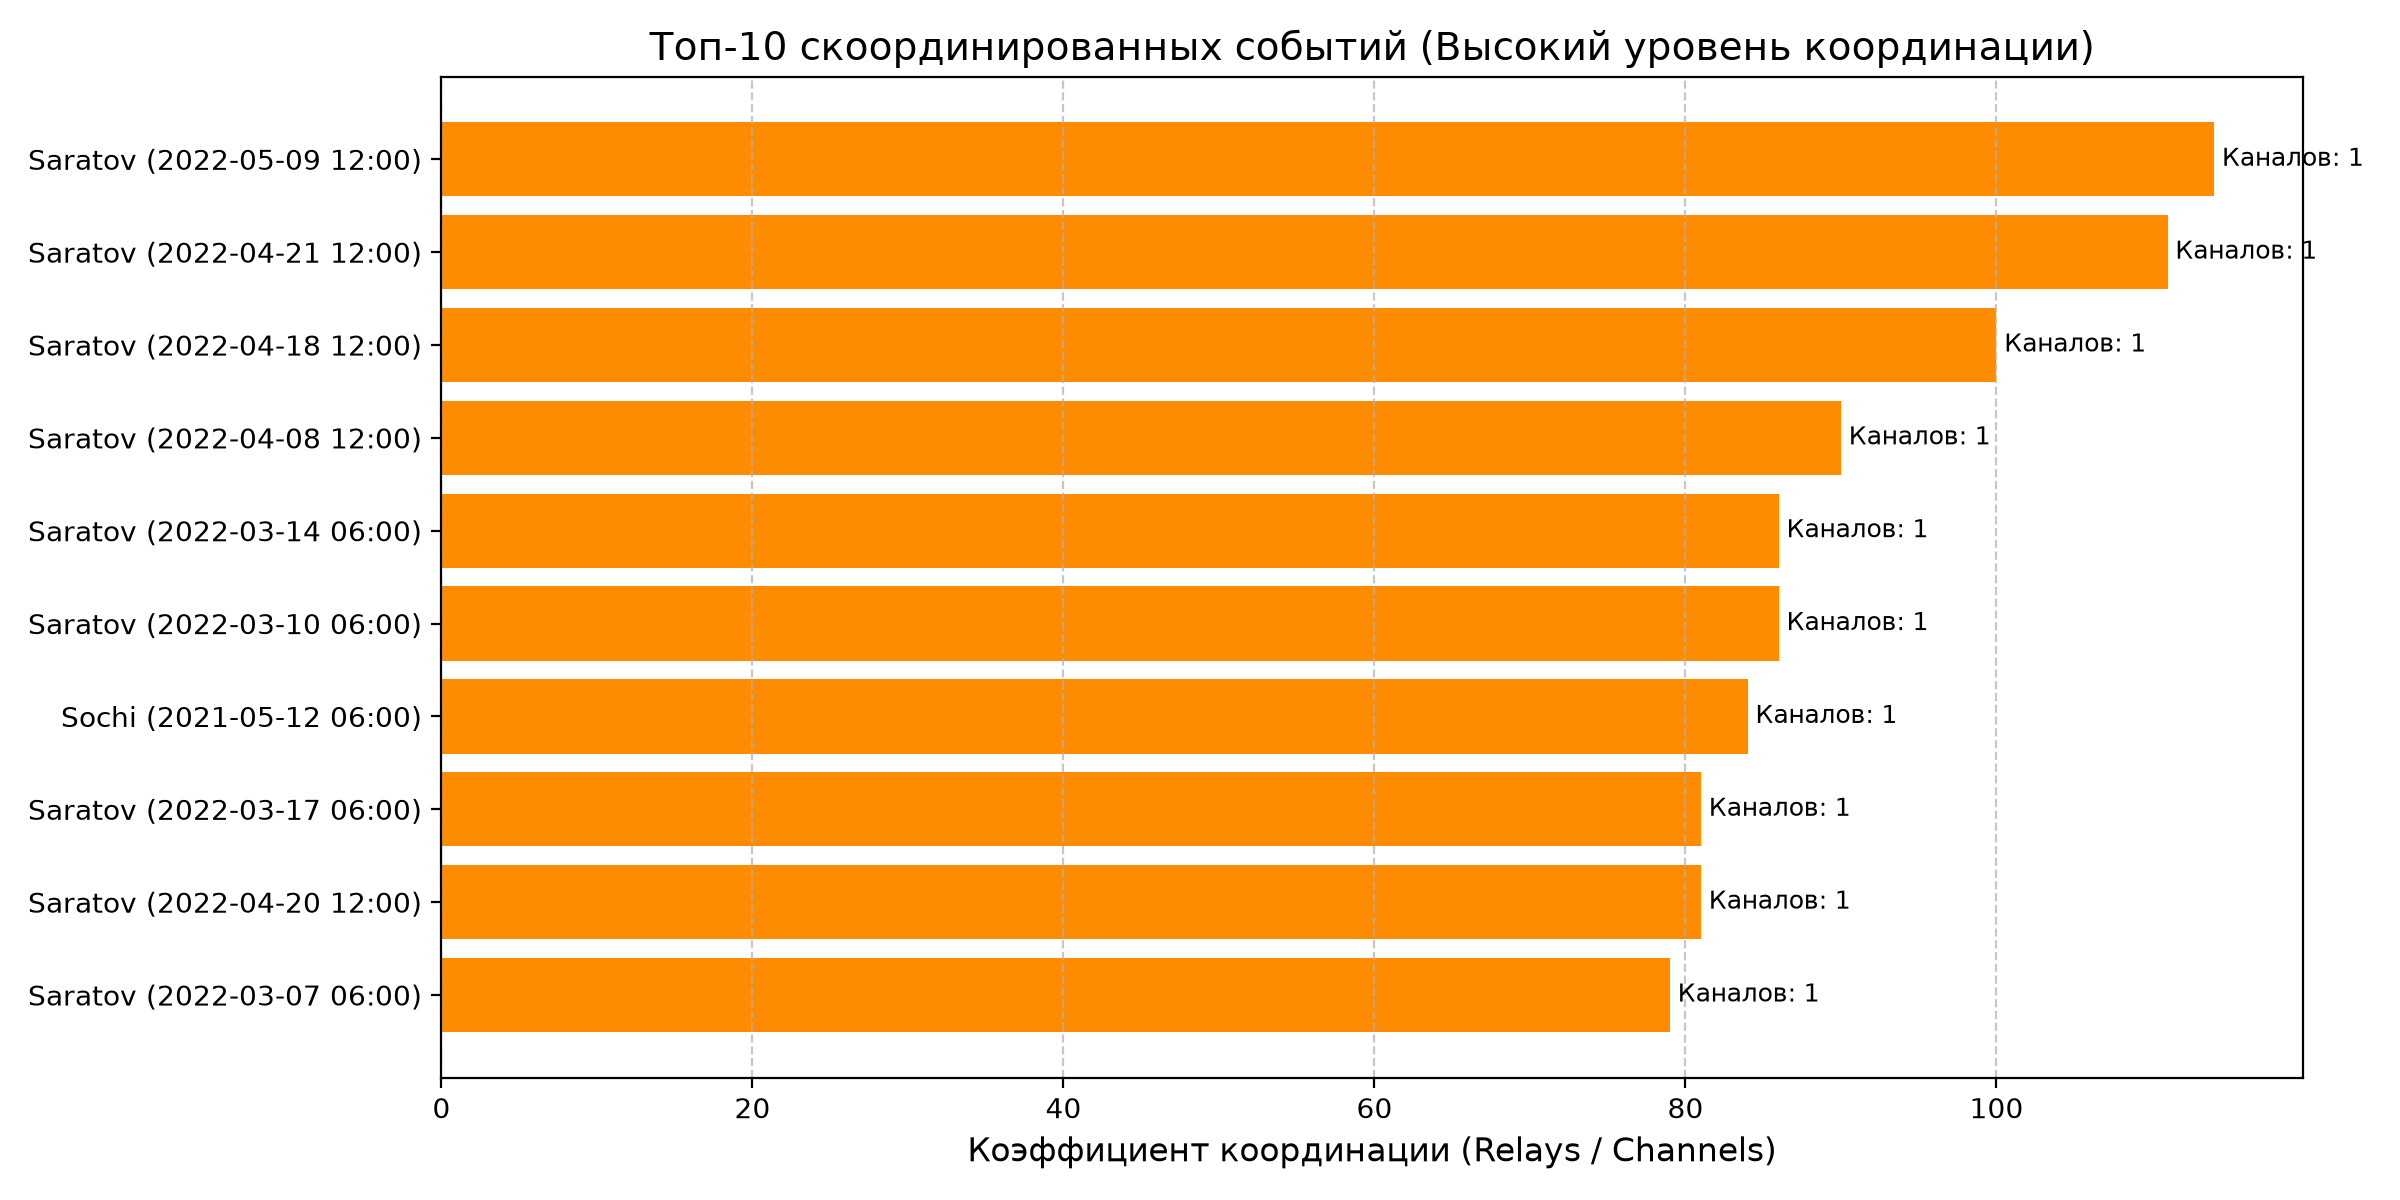 Топ-10 скоординированных событий (Высокий уровень координации)
Saratov (2022-05-09 12:00) Каналов: 1
Saratov (2022-04-21 12:00) Каналов: 1
Saratov (2022-04-18 12:00) Каналов: 1
Saratov (2022-04-08 12:00) Каналов: 1
Saratov (2022-03-14 06:00) Каналов: 1
Saratov (2022-03-10 06:00) Каналов: 1
Sochi (2021-05-12 06:00) Каналов: 1
Saratov (2022-03-17 06:00) Каналов: 1
Saratov (2022-04-20 12:00) Каналов: 1
Saratov (2022-03-07 06:00) Каналов: 1
0 20 40 60 80 100
Коэффициент координации (Relays / Channels)